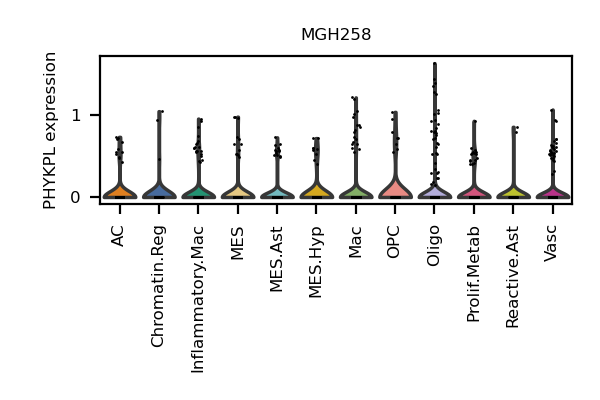 MGH258
PHYKPL expression
1
0
AC
Chromatin.Reg
Inflammatory.Mac
MES
MES.Ast
MES.Hyp
Mac
OPC
Oligo
Prolif.Metab
Reactive.Ast
Vasc